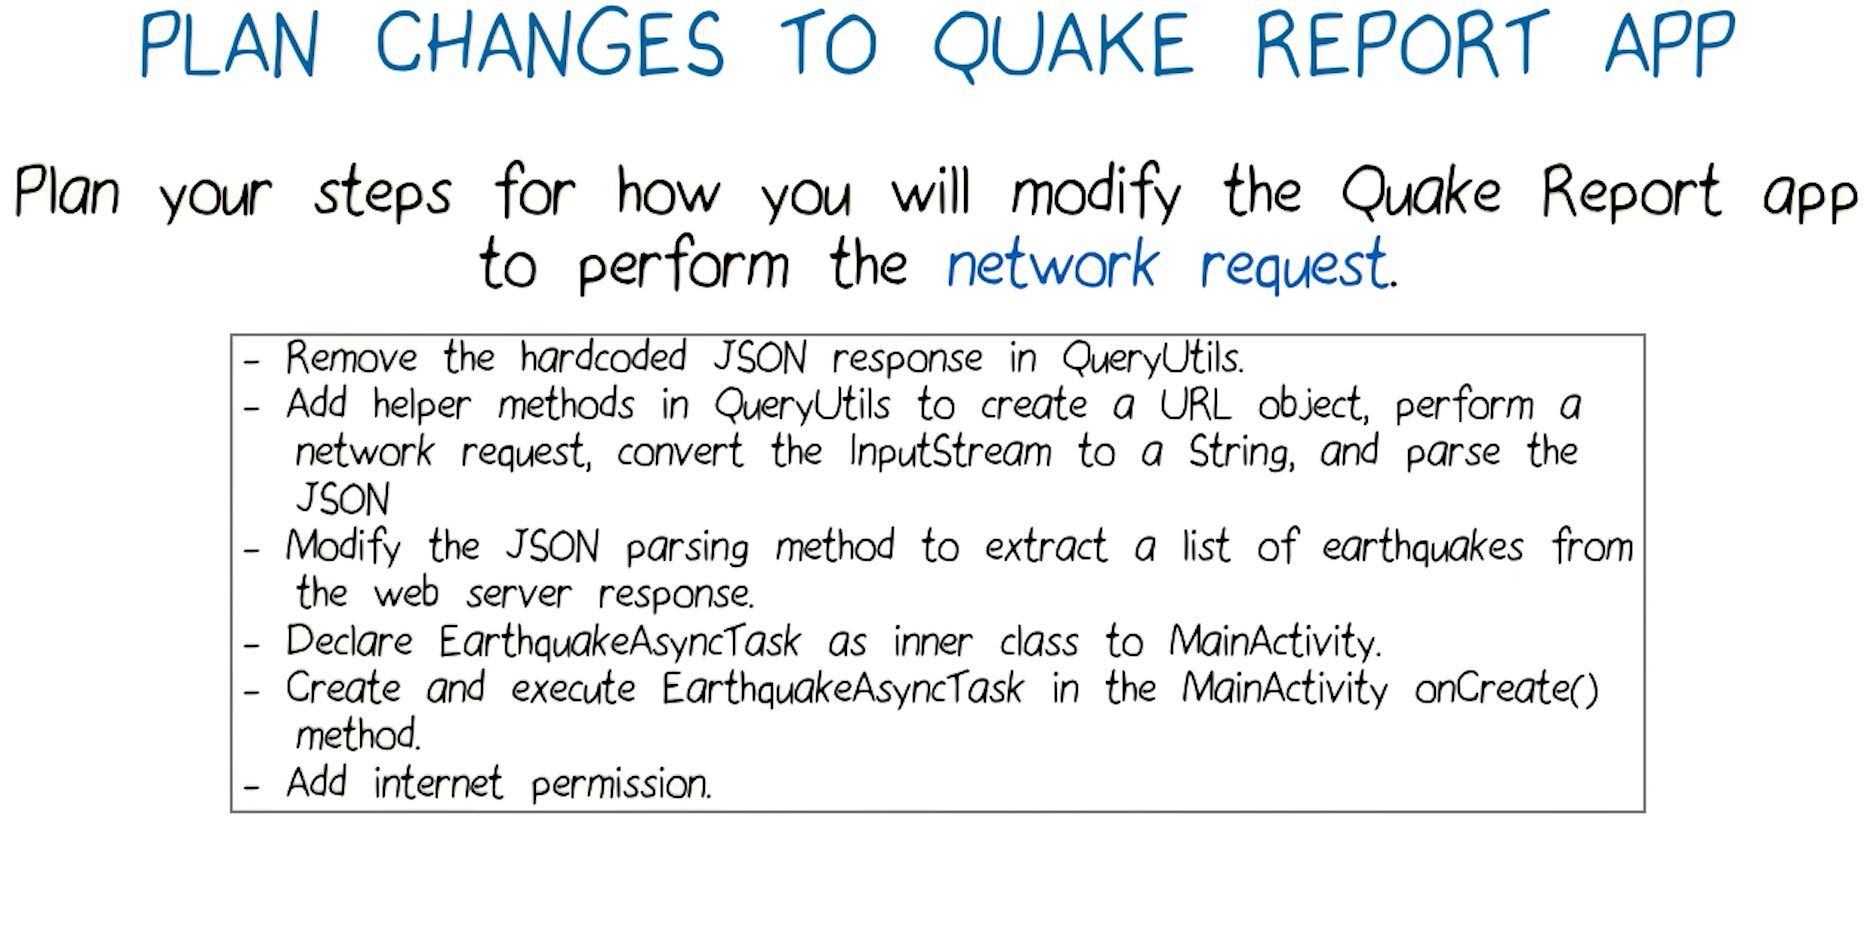 PLAN CHANGES TO QUAKE REPORT APP
Plan your steps for how you will modify the Quake Report app
to perform the network request.
- Remove the hardcoded JSON response in QueryUtils.
- Add helper methods in QueryUtils to create a URL object, perform a
network request, convert the InputStream to a String, and parse the
JSON
- Modify the JSON parsing method to extract a list of earthquakes from
the web server response.
- Declare EarthquakeAsyncTask as inner class to MainActivity.
- Create and execute EarthquakeAsyncTask in the MainActivity onCreate()
method.
- Add internet permission.